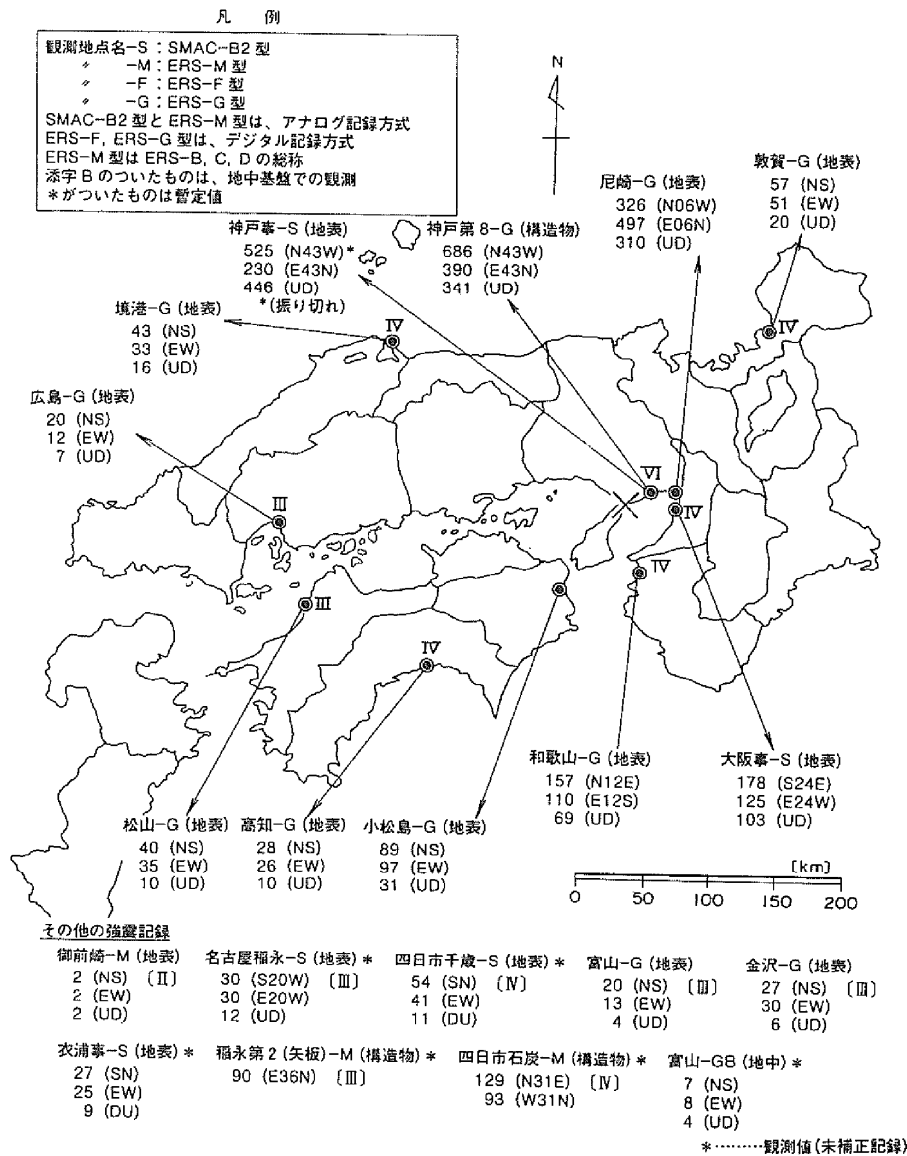 凡 例
観測地点名-S : SMAC-B2型
〃 -M : ERS-M 型
〃 -F : ERS-F 型
〃 -G : ERS-G 型
SMAC-B2型と ERS-M 型は、アナログ記録方式
ERS-F, ERS-G 型は、デジタル記録方式
ERS-M 型は ERS-B, C, D の総称
添字 B のついたものは、地中基盤での観測
*がついたものは暫定値
N
神戸事-S (地表)
525 (N43W)*
230 (E43N)
446 (UD)
*(振り切れ)
神戸第 8-G (構造物)
686 (N43W)
390 (E43N)
341 (UD)
尼崎-G (地表)
326 (N06W)
497 (E06N)
310 (UD)
敦賀-G (地表)
57 (NS)
51 (EW)
20 (UD)
境港-G (地表)
43 (NS)
33 (EW)
16 (UD)
広島-G (地表)
20 (NS)
12 (EW)
7 (UD)
IV
IV
VI
IV
III
IV
III
IV
和歌山-G (地表)
157 (N12E)
110 (E12S)
69 (UD)
大阪事-S (地表)
178 (S24E)
125 (E24W)
103 (UD)
松山-G (地表)
40 (NS)
35 (EW)
10 (UD)
高知-G (地表)
28 (NS)
26 (EW)
10 (UD)
小松島-G (地表)
89 (NS)
97 (EW)
31 (UD)
[km]
0 50 100 150 200
その他の強震記録
御前崎-M (地表)
2 (NS) [II]
2 (EW)
2 (UD)
名古屋稲永-S (地表) *
30 (S20W) [III]
30 (E20W)
12 (UD)
四日市千歳-S (地表) *
54 (SN) [IV]
41 (EW)
11 (DU)
富山-G (地表)
20 (NS) [III]
13 (EW)
4 (UD)
金沢-G (地表)
27 (NS) [III]
30 (EW)
6 (UD)
衣浦事-S (地表) *
27 (SN)
25 (EW)
9 (DU)
稲永第 2 (矢板)-M (構造物) *
90 (E36N) [III]
四日市石炭-M (構造物) *
129 (N31E) [IV]
93 (W31N)
富山-GB (地中) *
7 (NS)
8 (EW)
4 (UD)
*………観測値(未補正記録)